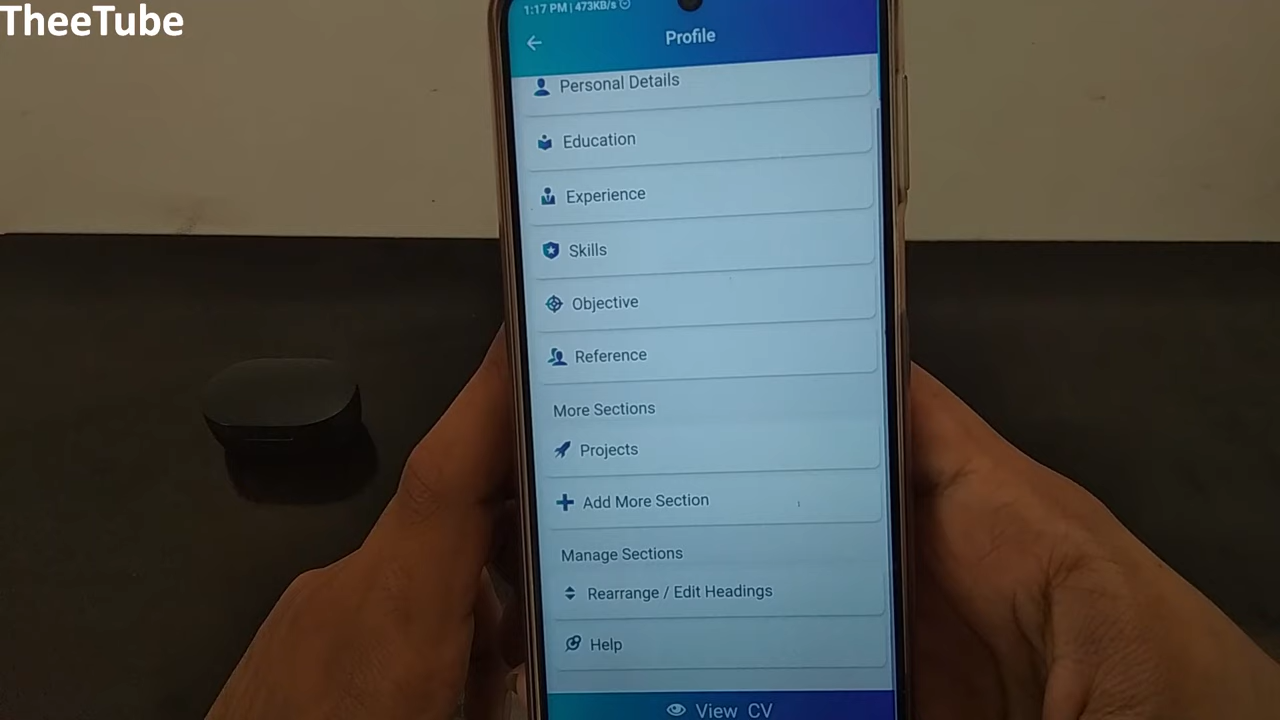 TheeTube
1:17 PM | 473KB/s
Profile
Personal Details
Education
Experience
Skills
Objective
Reference
More Sections
Projects
Add More Section
Manage Sections
Rearrange / Edit Headings
Help
View CV